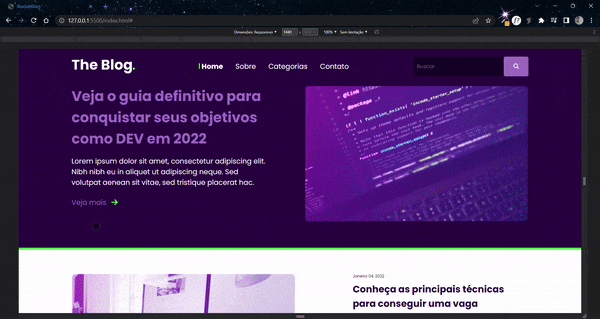 RocketBlog
127.0.0.1:5500/index.html#
Dimensões: Responsivo
1440
100%
Sem limitação
The Blog.
Home
Sobre
Categorias
Contato
Buscar
Veja o guia definitivo para
conquistar seus objetivos
como DEV em 2022
Lorem ipsum dolor sit amet, consectetur adipiscing elit.
Nibh nibh eu in aliquet ut adipiscing neque. Sed
volutpat aenean sit vitae, sed tristique placerat hac.
Veja mais
Janeiro 04, 2022
Conheça as principais técnicas
para conseguir uma vaga